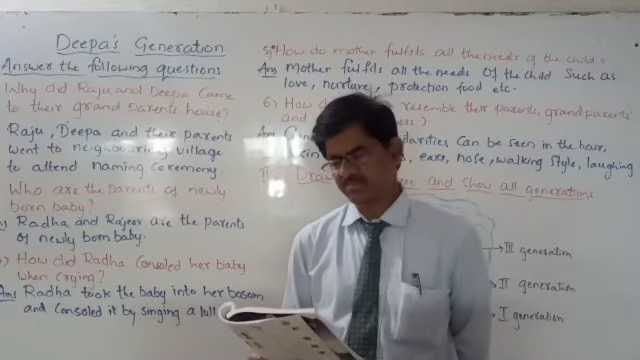 Deepa's Generation
Answer the following questions
Why did Raju and Deepa Came
to their grand parents house?
Raju, Deepa and their parents
went to neighbouring village
to attend naming ceremony
Who are the parents of newly
born baby?
Radha and Rajeev are the parents
of newly born baby.
How did Radha Consoled her baby
when Crying?
Ans Radha took the baby into her bosom
and Consoled it by singing a lull
5) How do mother fulfils all the needs of the child?
Ans Mother fulfils all the needs of the child such as
love, nurture, protection food etc.
6) How resemble their parents, grand parents
and
Ans can be seen in the hair,
ears, nose, walking style, laughing
II Draw and show all generations
III generation
II generation
I generation